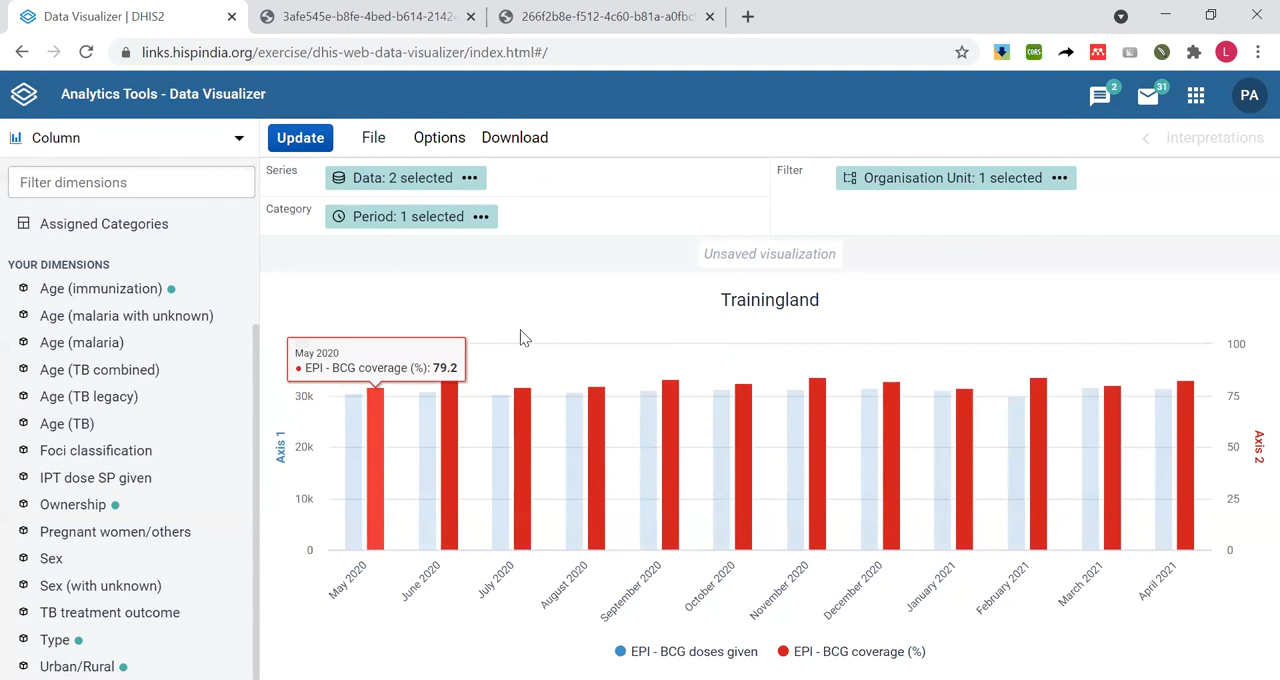 Data Visualizer | DHIS2
3afe545e-b8fe-4bed-b614-2142
266f2b8e-f512-4c60-b81a-a0fbc
links.hispindia.org/exercise/dhis-web-data-visualizer/index.html#/
CORS
L
Analytics Tools - Data Visualizer
2
31
PA
Column
Update
File
Options
Download
Interpretations
Filter dimensions
Series
Data: 2 selected
Filter
Organisation Unit: 1 selected
Category
Period: 1 selected
Assigned Categories
YOUR DIMENSIONS
Age (immunization)
Age (malaria with unknown)
Age (malaria)
Age (TB combined)
Age (TB legacy)
Age (TB)
Foci classification
IPT dose SP given
Ownership
Pregnant women/others
Sex
Sex (with unknown)
TB treatment outcome
Type
Urban/Rural
Unsaved visualization
Trainingland
May 2020
EPI - BCG coverage (%): 79.2
30k
20k
10k
0
Axis 1
100
75
50
25
0
Axis 2
May 2020
June 2020
July 2020
August 2020
September 2020
October 2020
November 2020
December 2020
January 2021
February 2021
March 2021
April 2021
EPI - BCG doses given
EPI - BCG coverage (%)